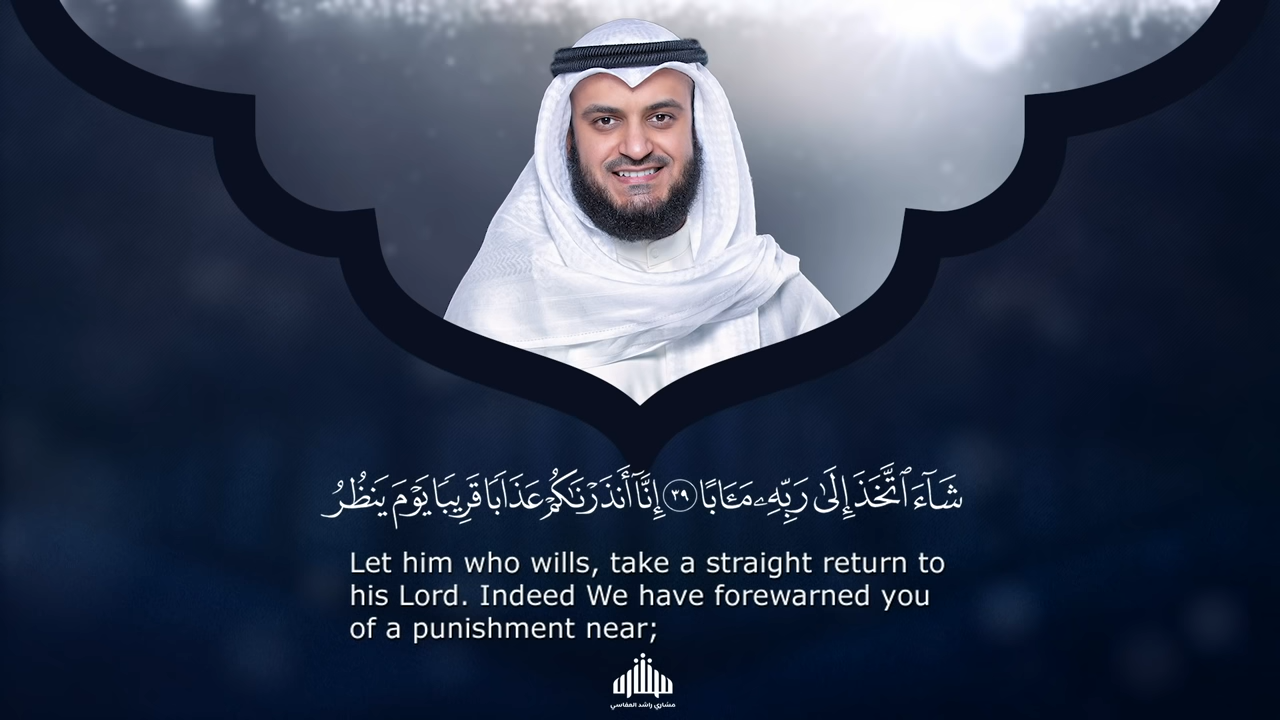 شَآءَ ٱتَّخَذَ إِلَىٰ رَبِّهِۦ مَـَٔابًا ٣٩ إِنَّآ أَنذَرْنَـٰكُمْ عَذَابًا قَرِيبًا يَوْمَ يَنظُرُ
Let him who wills, take a straight return to
his Lord. Indeed We have forewarned you
of a punishment near;
مشاري راشد العفاسي